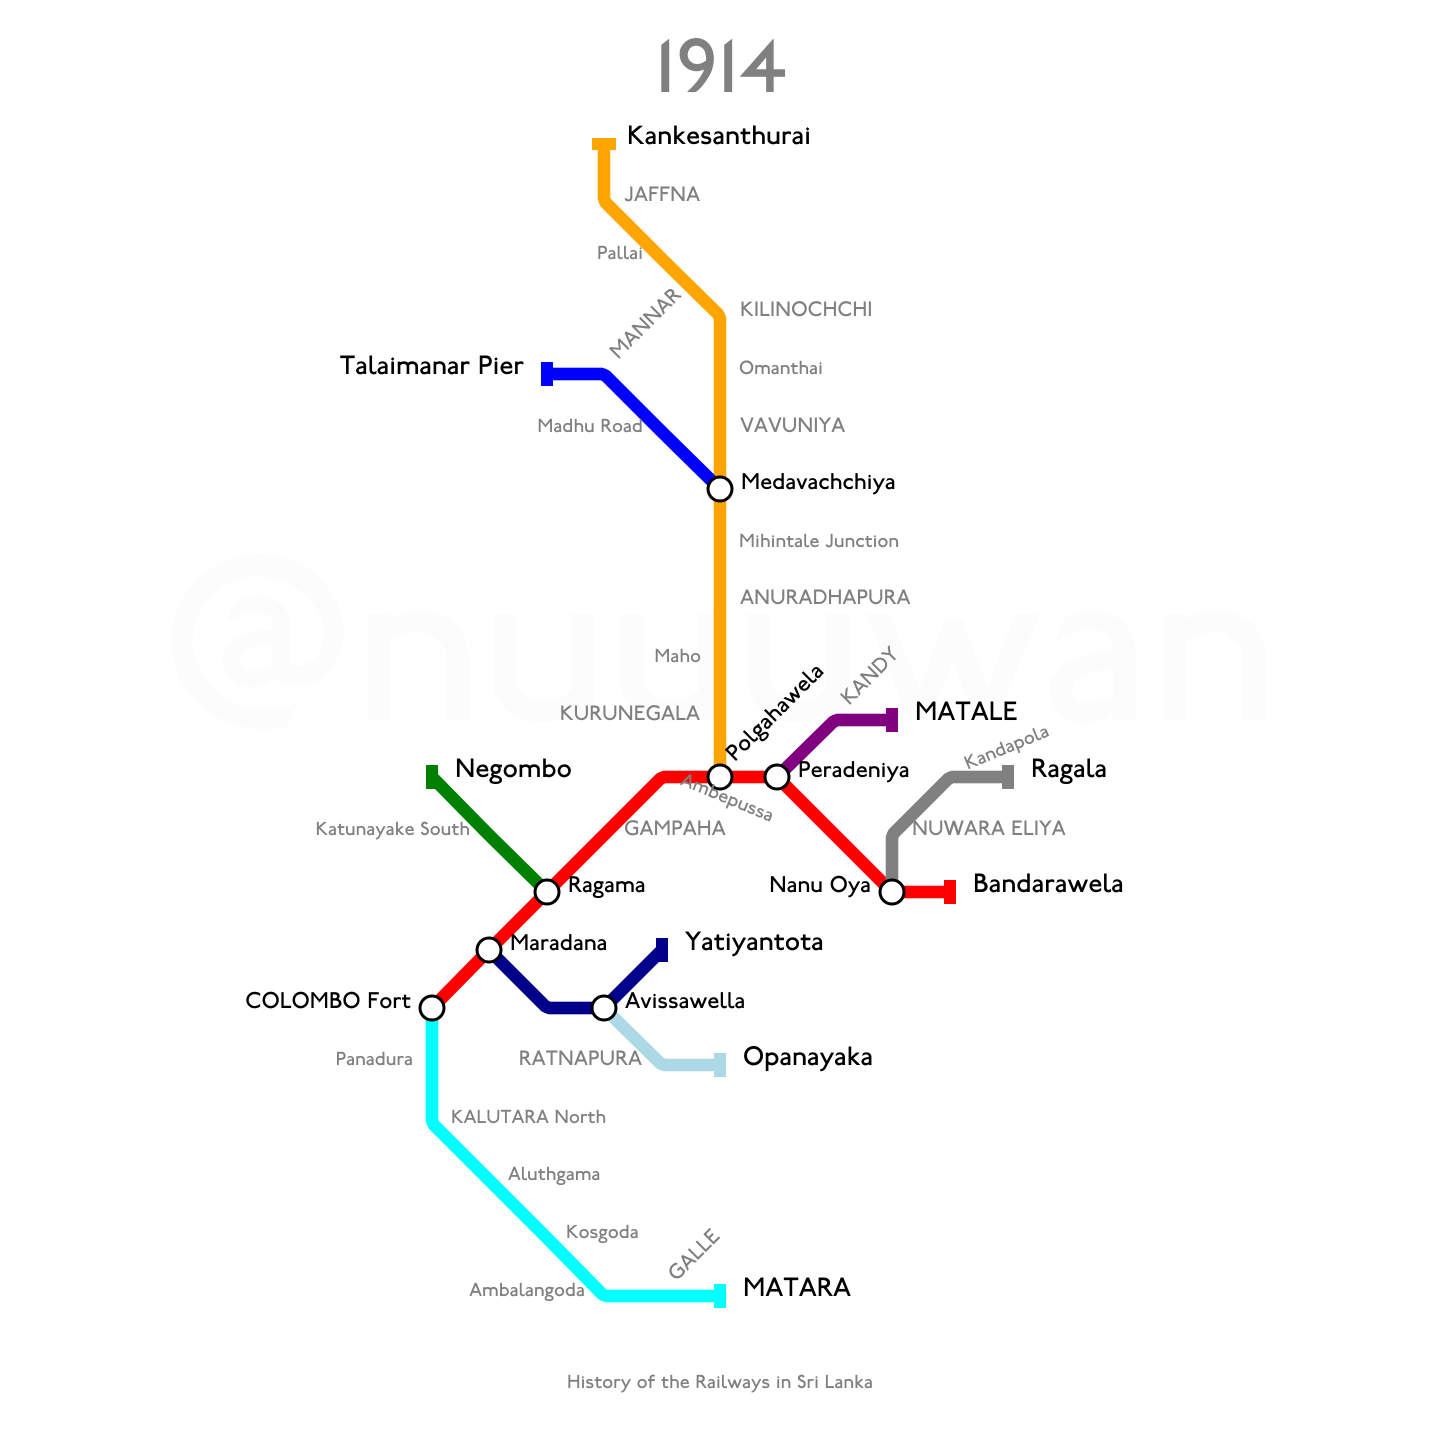 1914
Kankesanthurai
JAFFNA
Pallai
MANNAR
KILINOCHCHI
Talaimanar Pier
Omanthai
Madhu Road
VAVUNIYA
Medavachchiya
Mihintale Junction
ANURADHAPURA
@nuuuwan
Maho
KURUNEGALA
Polgahawela
KANDY
MATALE
Negombo
Ambepussa
Peradeniya
Kandapola
Ragala
Katunayake South
GAMPAHA
NUWARA ELIYA
Ragama
Nanu Oya
Bandarawela
Maradana
Yatiyantota
COLOMBO Fort
Avissawella
Panadura
RATNAPURA
Opanayaka
KALUTARA North
Aluthgama
Kosgoda
GALLE
Ambalangoda
MATARA
History of the Railways in Sri Lanka